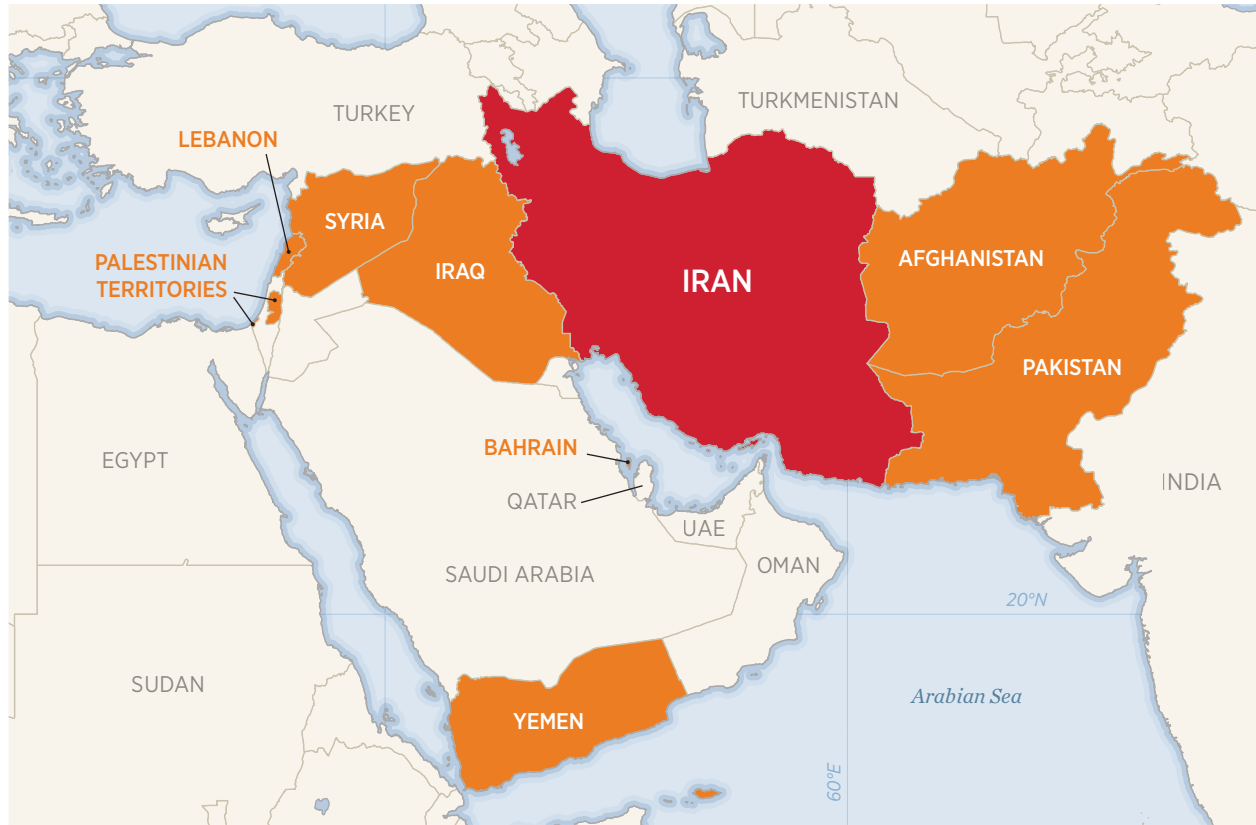 TURKMENISTAN
TURKEY
LEBANON
SYRIA
AFGHANISTAN
PALESTINIAN
TERRITORIES
IRAQ
IRAN
PAKISTAN
BAHRAIN
EGYPT
INDIA
QATAR
UAE
OMAN
SAUDI ARABIA
20°N
SUDAN
Arabian Sea
YEMEN
60°E